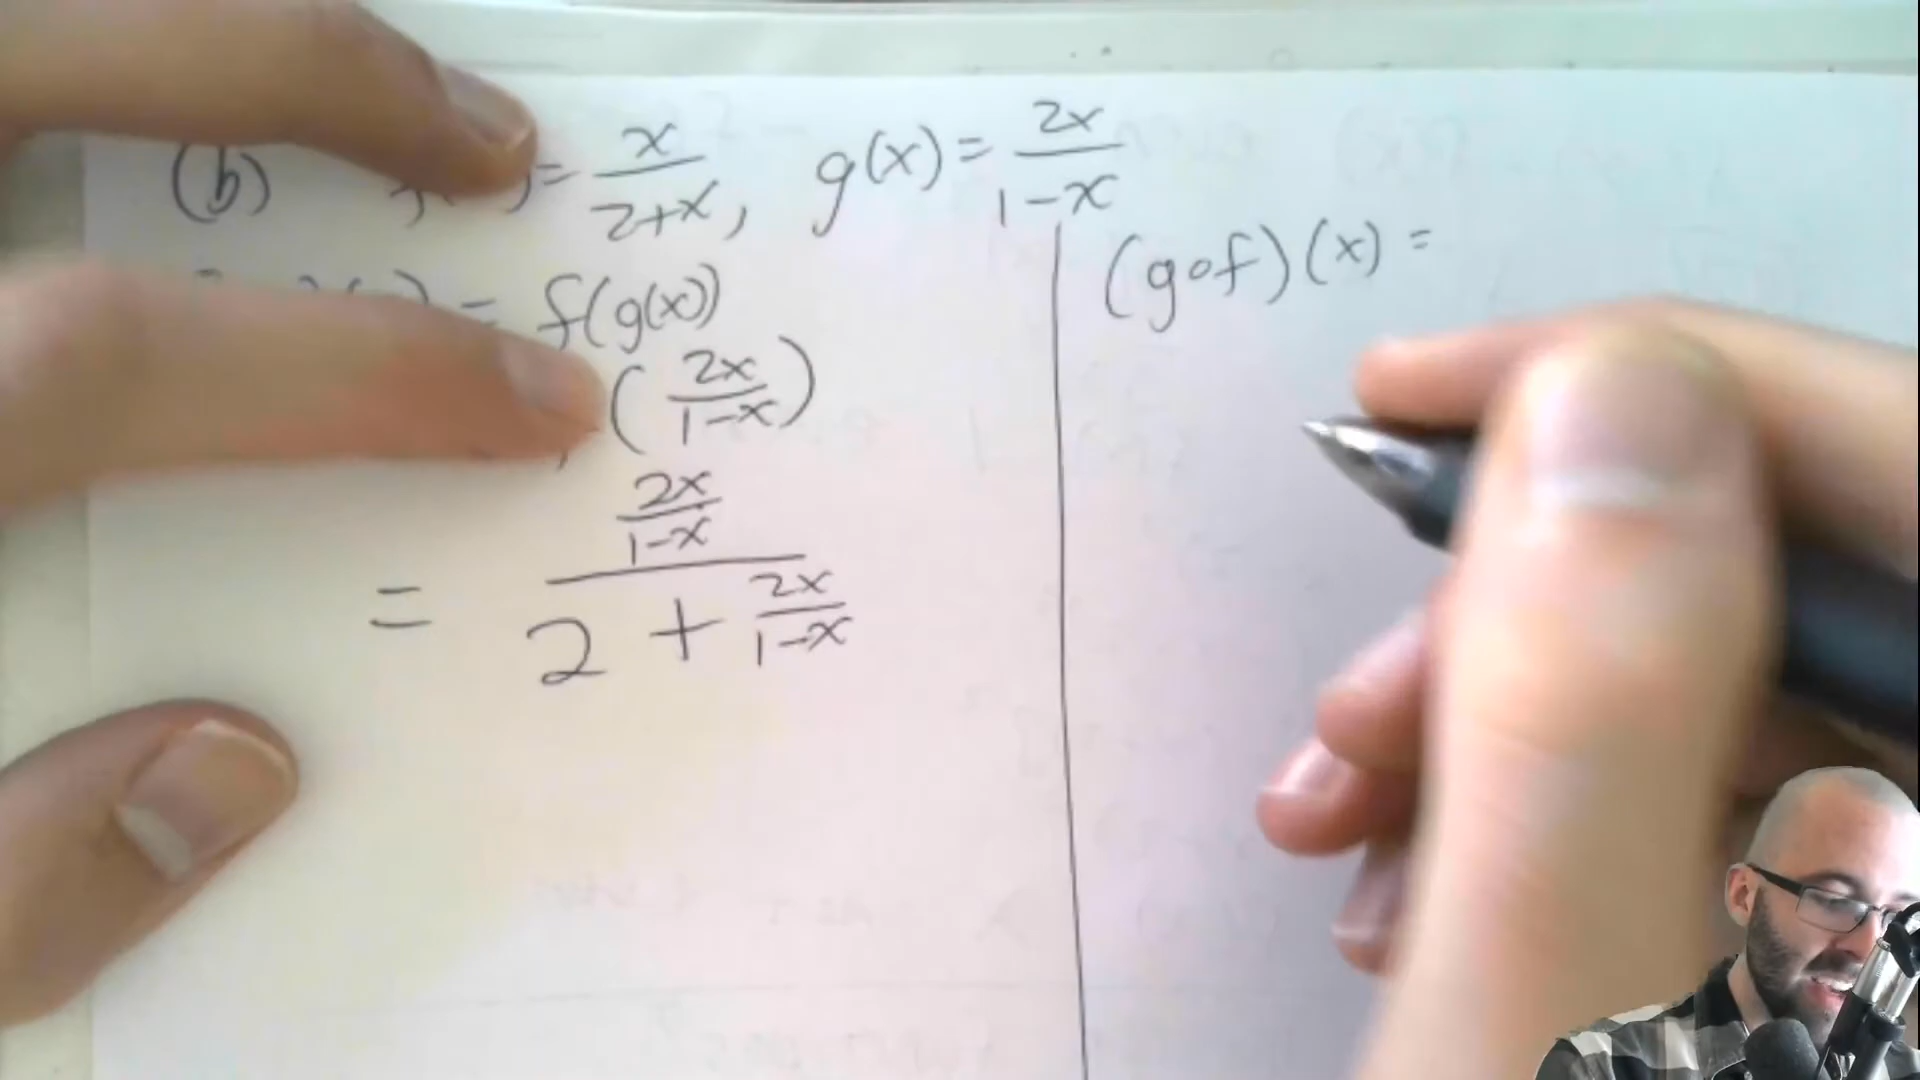 (b) = x/(2+x), g(x) = 2x/(1-x)
= f(g(x))
(2x/(1-x))
= (2x/(1-x))/(2 + 2x/(1-x))
(g∘f)(x) =